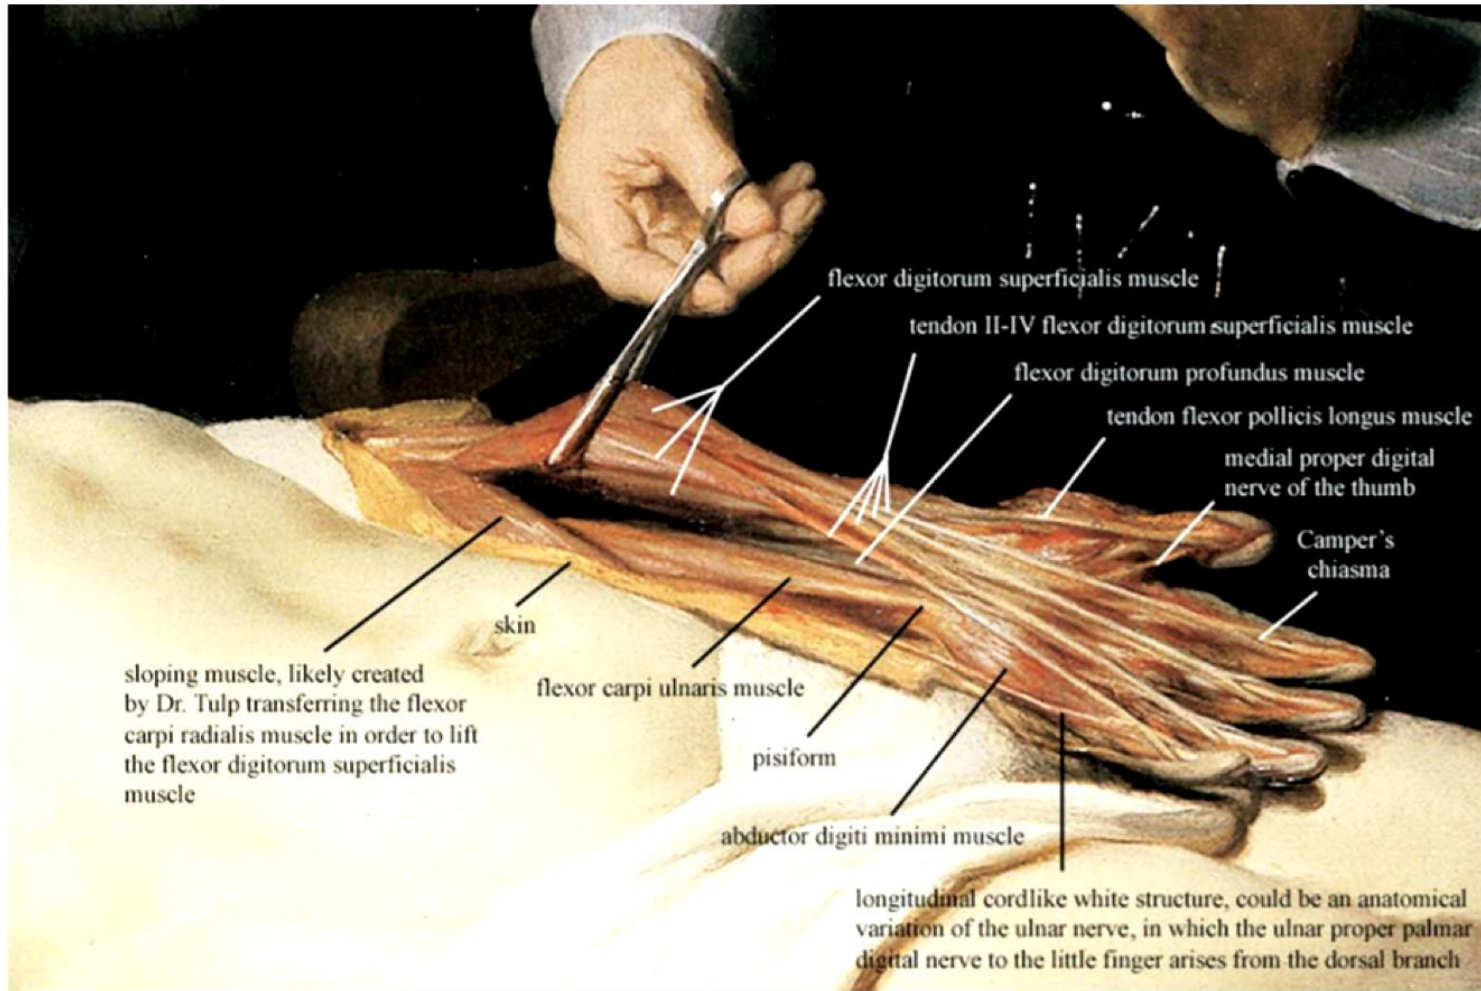 flexor digitorum superficialis muscle
tendon II-IV flexor digitorum superficialis muscle
flexor digitorum profundus muscle
tendon flexor pollicis longus muscle
medial proper digital
nerve of the thumb
Camper's
chiasma
skin
sloping muscle, likely created
by Dr. Tulp transferring the flexor
carpi radialis muscle in order to lift
the flexor digitorum superficialis
muscle
flexor carpi ulnaris muscle
pisiform
abductor digiti minimi muscle
longitudinal cordlike white structure, could be an anatomical
variation of the ulnar nerve, in which the ulnar proper palmar
digital nerve to the little finger arises from the dorsal branch